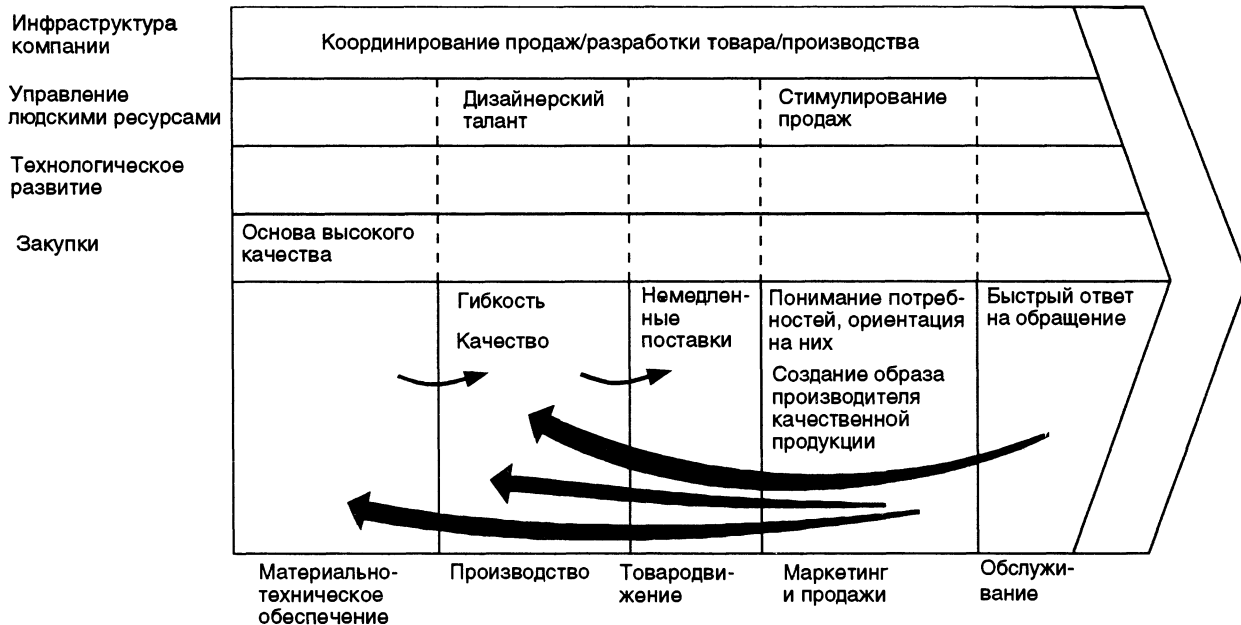 Инфраструктура
компании
Координирование продаж/разработки товара/производства
Управление
людскими ресурсами
Дизайнерский
талант
Стимулирование
продаж
Технологическое
развитие
Закупки
Основа высокого
качества
Гибкость
Качество
Немедлен-
ные
поставки
Понимание потреб-
ностей, ориентация
на них
Создание образа
производителя
качественной
продукции
Быстрый ответ
на обращение
Материально-
техническое
обеспечение
Производство
Товародви-
жение
Маркетинг
и продажи
Обслужи-
вание